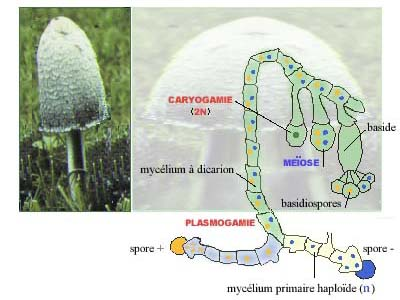 CARYOGAMIE
(2N)
baside
MEÏOSE
mycélium à dicarion
basidiospores
PLASMOGAMIE
spore +
spore -
mycélium primaire haploïde (n)